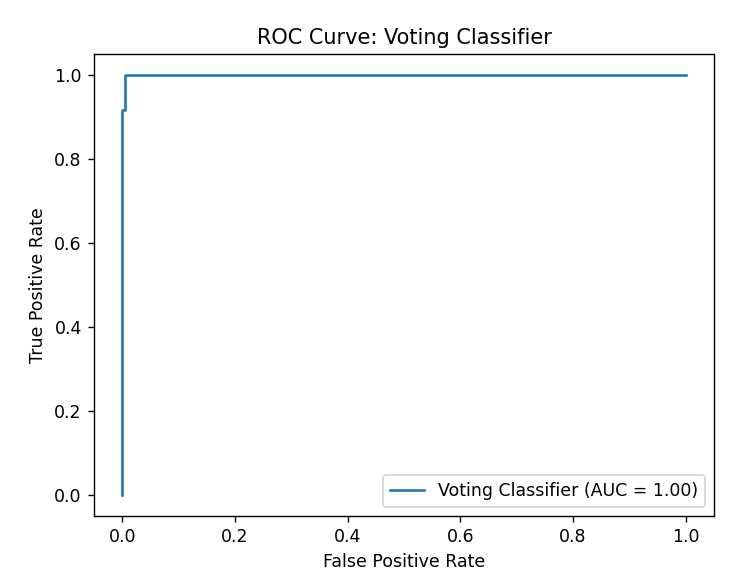 ROC Curve: Voting Classifier
True Positive Rate
1.0
0.8
0.6
0.4
0.2
0.0
Voting Classifier (AUC = 1.00)
0.0 0.2 0.4 0.6 0.8 1.0
False Positive Rate